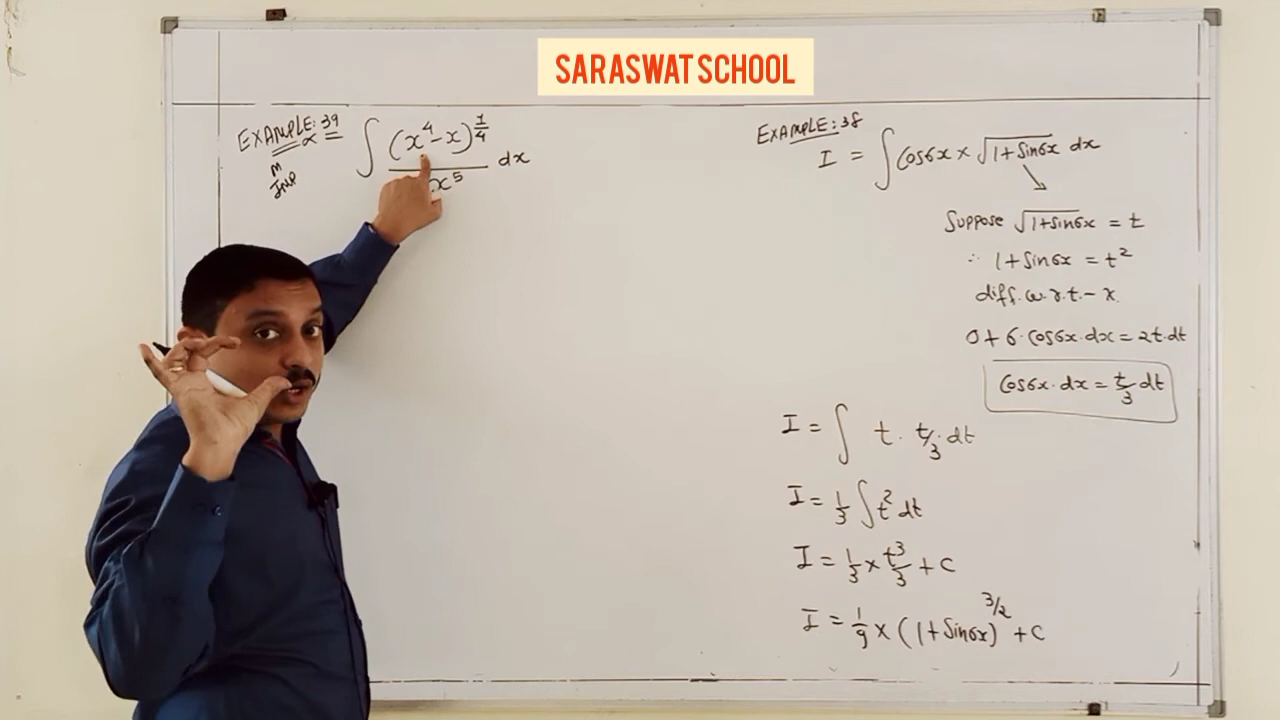 SARASWAT SCHOOL
EXAMPLE: 39
∫ (x⁴-x)^(1/4) / x⁵ dx
Imp
EXAMPLE: 38
I = ∫ Cos6x × √(1+Sin6x) dx
Suppose √(1+Sin6x) = t
∴ 1+Sin6x = t²
diff. w.r.t - x
0 + 6·Cos6x·dx = 2t·dt
Cos6x·dx = t/3 dt
I = ∫ t · t/3 · dt
I = 1/3 ∫ t² dt
I = 1/3 × t³/3 + C
I = 1/9 × (1+Sin6x)^(3/2) + C